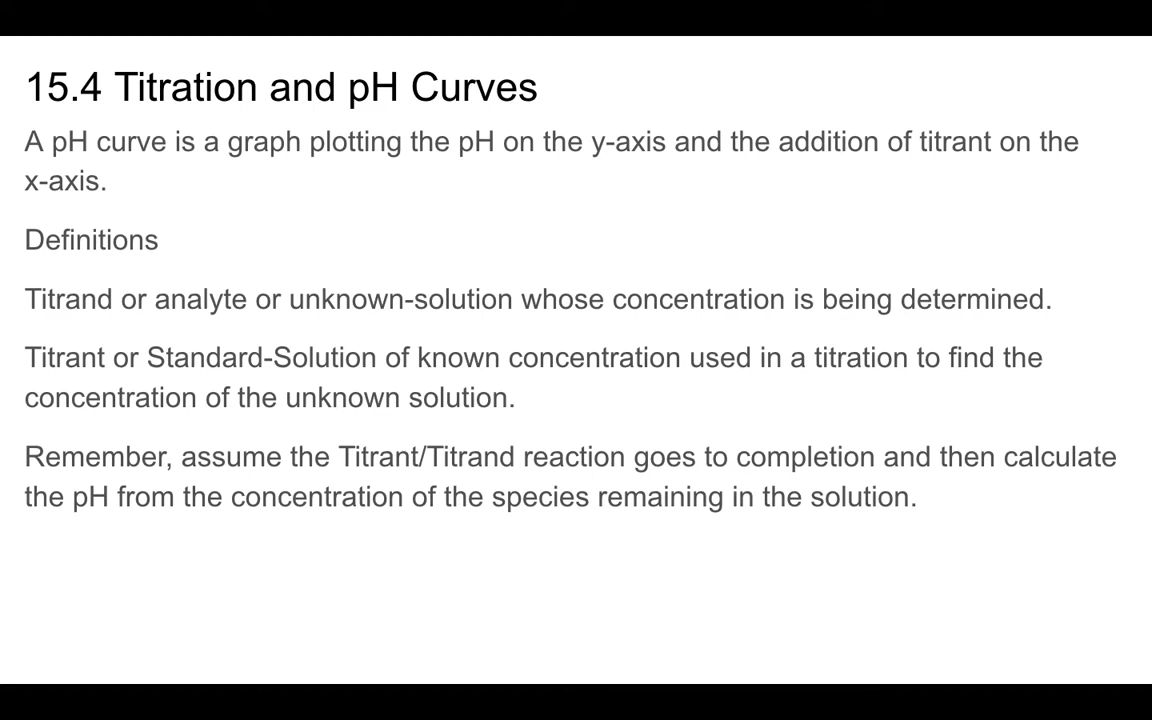 15.4 Titration and pH Curves
A pH curve is a graph plotting the pH on the y-axis and the addition of titrant on the
x-axis.
Definitions
Titrand or analyte or unknown-solution whose concentration is being determined.
Titrant or Standard-Solution of known concentration used in a titration to find the
concentration of the unknown solution.
Remember, assume the Titrant/Titrand reaction goes to completion and then calculate
the pH from the concentration of the species remaining in the solution.